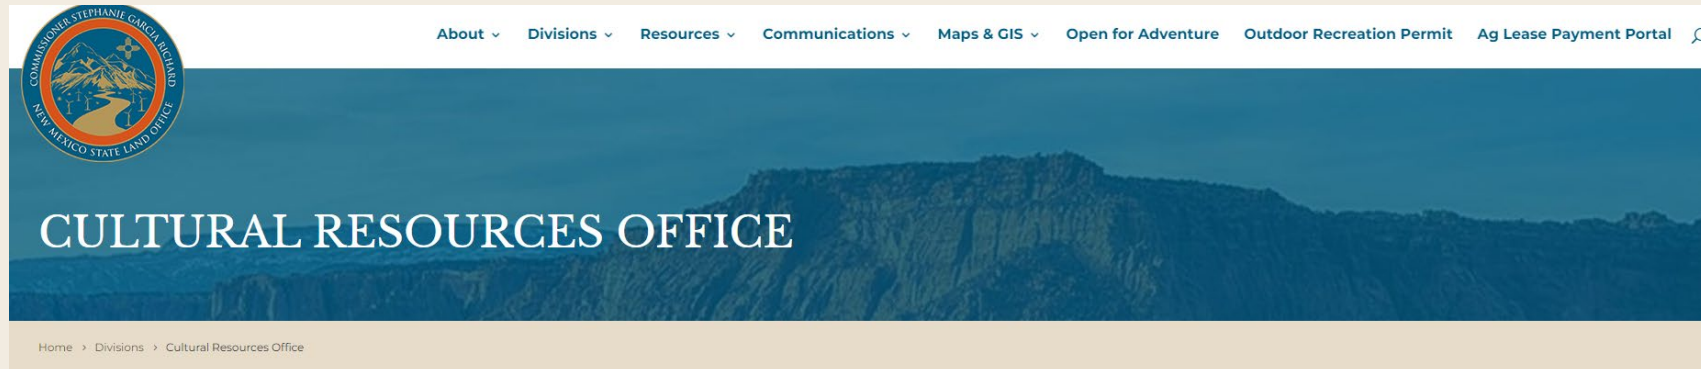 COMMISSIONER STEPHANIE GARCIA RICHARD
NEW MEXICO STATE LAND OFFICE
About Divisions Resources Communications Maps & GIS Open for Adventure Outdoor Recreation Permit Ag Lease Payment Portal
CULTURAL RESOURCES OFFICE
Home › Divisions › Cultural Resources Office